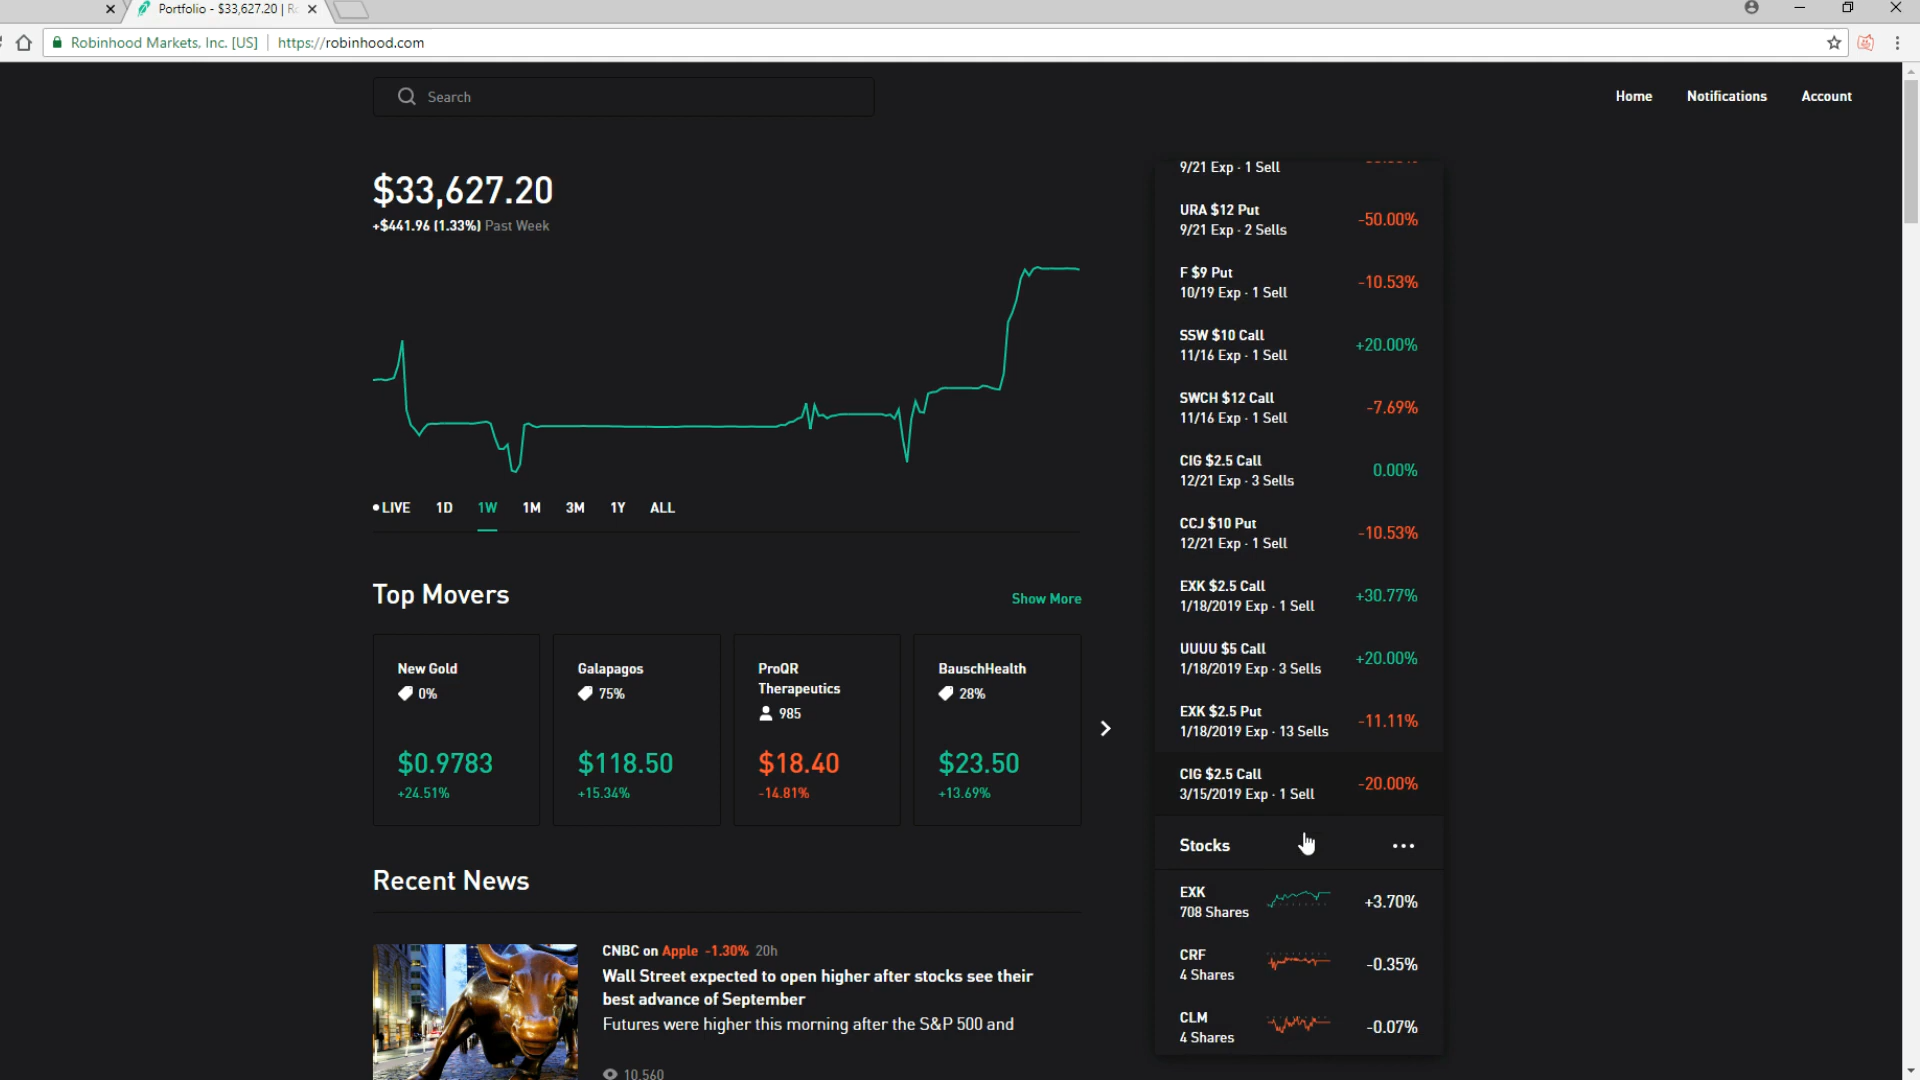 Portfolio - $33,627.20 | R
Robinhood Markets, Inc. [US]
https://robinhood.com
Search
Home
Notifications
Account
$33,627.20
+$441.96 (1.33%) Past Week
LIVE 1D 1W 1M 3M 1Y ALL
Top Movers
Show More
New Gold
0%
$0.9783
+24.51%
Galapagos
75%
$118.50
+15.34%
ProQR
Therapeutics
985
$18.40
-14.81%
BauschHealth
28%
$23.50
+13.69%
Recent News
CNBC on Apple -1.30% 20h
Wall Street expected to open higher after stocks see their
best advance of September
Futures were higher this morning after the S&P 500 and
10,560
9/21 Exp · 1 Sell
URA $12 Put
9/21 Exp · 2 Sells
-50.00%
F $9 Put
10/19 Exp · 1 Sell
-10.53%
SSW $10 Call
11/16 Exp · 1 Sell
+20.00%
SWCH $12 Call
11/16 Exp · 1 Sell
-7.69%
CIG $2.5 Call
12/21 Exp · 3 Sells
0.00%
CCJ $10 Put
12/21 Exp · 1 Sell
-10.53%
EXK $2.5 Call
1/18/2019 Exp · 1 Sell
+30.77%
UUUU $5 Call
1/18/2019 Exp · 3 Sells
+20.00%
EXK $2.5 Put
1/18/2019 Exp · 13 Sells
-11.11%
CIG $2.5 Call
3/15/2019 Exp · 1 Sell
-20.00%
Stocks
EXK
708 Shares
+3.70%
CRF
4 Shares
-0.35%
CLM
4 Shares
-0.07%